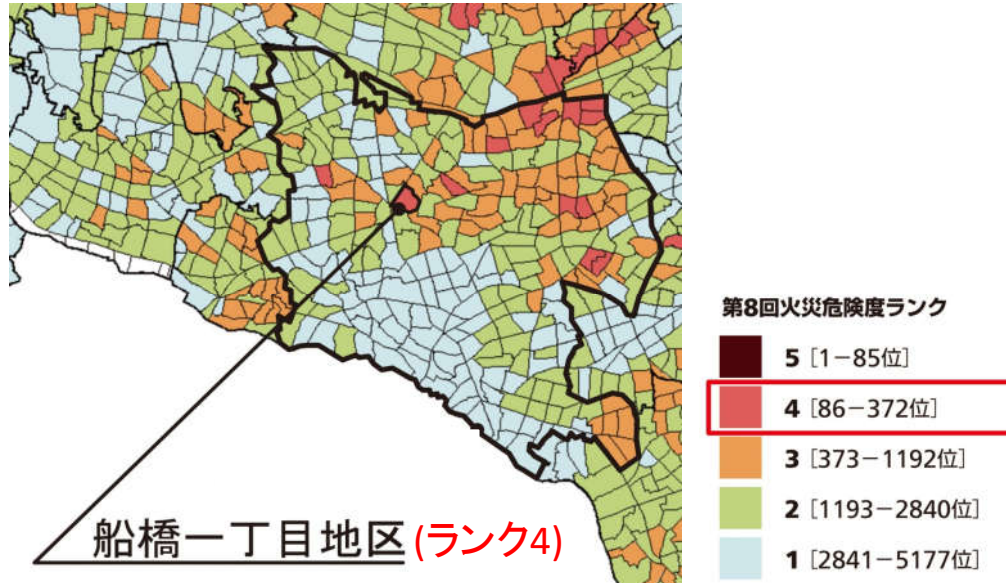 船橋一丁目地区 (ランク4)
第8回火災危険度ランク
5 [1－85位]
4 [86－372位]
3 [373－1192位]
2 [1193－2840位]
1 [2841－5177位]